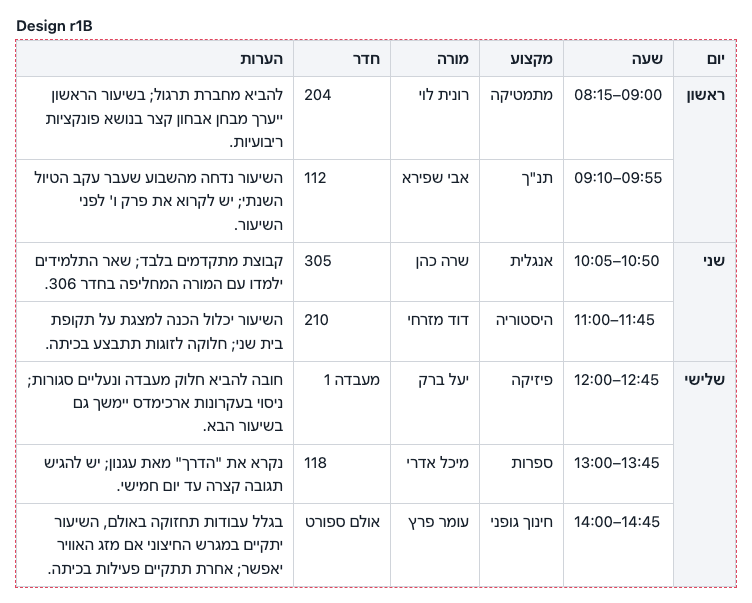 Design r1B
יום שעה מקצוע מורה חדר הערות
ראשון 08:15–09:00 מתמטיקה רונית לוי 204 להביא מחברת תרגול; בשיעור הראשון
ייערך מבחן אבחון קצר בנושא פונקציות
ריבועיות.
09:10–09:55 תנ"ך אבי שפירא 112 השיעור נדחה מהשבוע שעבר עקב הטיול
השנתי; יש לקרוא את פרק ו' לפני
השיעור.
שני 10:05–10:50 אנגלית שרה כהן 305 קבוצת מתקדמים בלבד; שאר התלמידים
ילמדו עם המורה המחליפה בחדר 306.
11:00–11:45 היסטוריה דוד מזרחי 210 השיעור יכלול הכנה למצגת על תקופת
בית שני; חלוקה לזוגות תתבצע בכיתה.
שלישי 12:00–12:45 פיזיקה יעל ברק מעבדה 1 חובה להביא חלוק מעבדה ונעליים סגורות;
ניסוי בעקרונות ארכימדס יימשך גם
בשיעור הבא.
13:00–13:45 ספרות מיכל אדרי 118 נקרא את "הדרך" מאת עגנון; יש להגיש
תגובה קצרה עד יום חמישי.
14:00–14:45 חינוך גופני עומר פרץ אולם ספורט בגלל עבודות תחזוקה באולם, השיעור
יתקיים במגרש החיצוני אם מזג האוויר
יאפשר; אחרת תתקיים פעילות בכיתה.